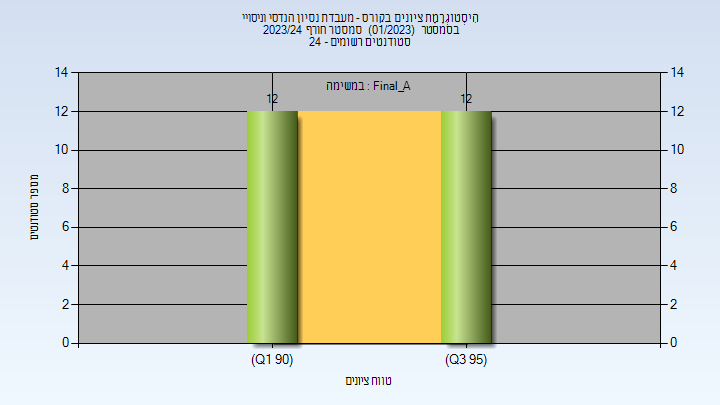 הִיסְטוֹגְרָמַת ציונים בקורס - מעבדת נסיון הנדסי וניסויי
בסמסטר (01/2023) סמסטר חורף 2023/24
סטודנטים רשומים - 24
במשימה : Final_A
12 12
14 14
12 12
10 10
8 8
6 6
4 4
2 2
0 0
מספר סטודנטים
(Q1 90) (Q3 95)
טווח ציונים